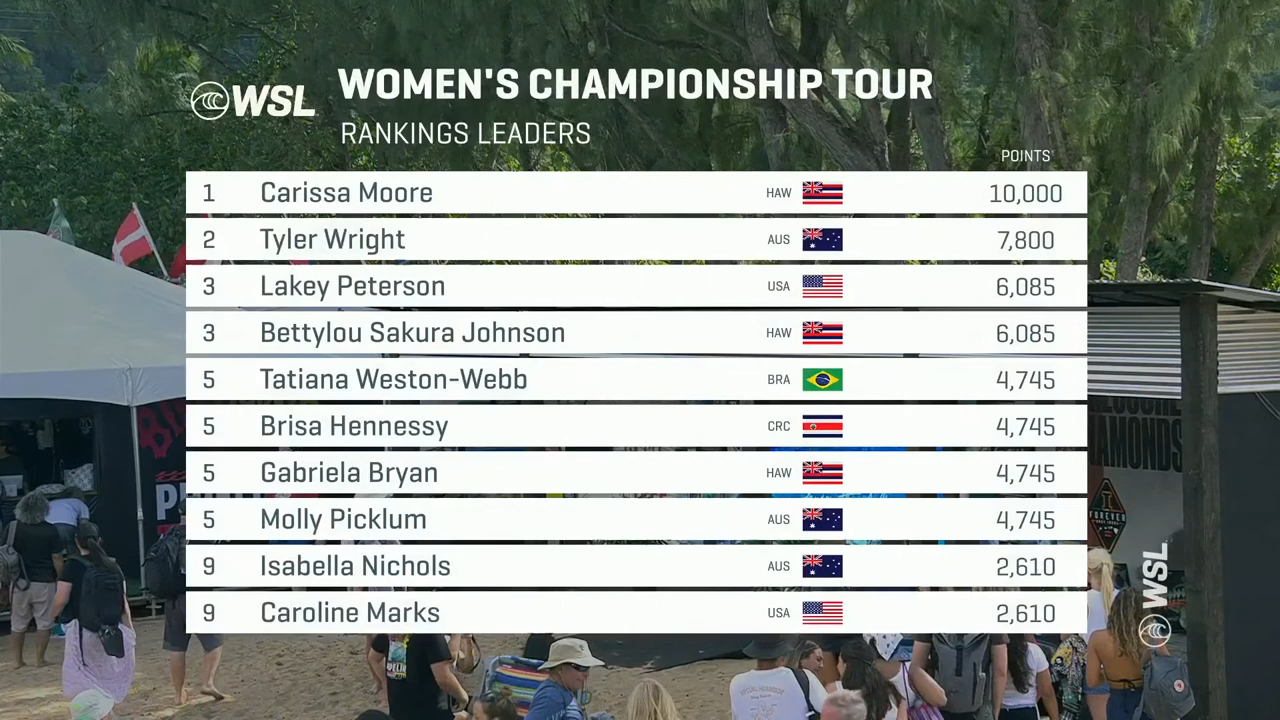 WSL WOMEN'S CHAMPIONSHIP TOUR
RANKINGS LEADERS
POINTS
1 Carissa Moore HAW 10,000
2 Tyler Wright AUS 7,800
3 Lakey Peterson USA 6,085
3 Bettylou Sakura Johnson HAW 6,085
5 Tatiana Weston-Webb BRA 4,745
5 Brisa Hennessy CRC 4,745
5 Gabriela Bryan HAW 4,745
5 Molly Picklum AUS 4,745
9 Isabella Nichols AUS 2,610
9 Caroline Marks USA 2,610
FOREVER
WSL